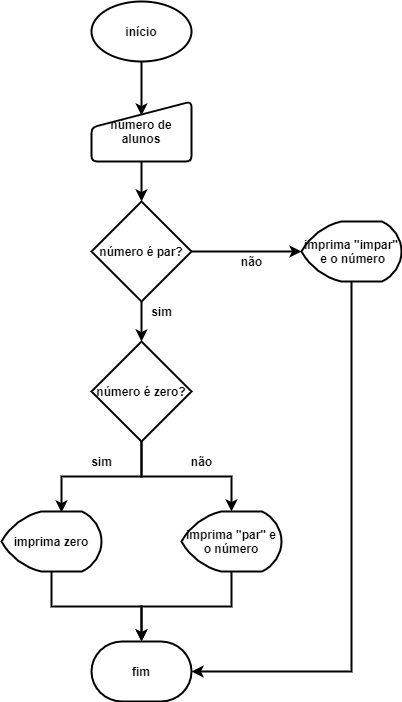 início
número de
alunos
número é par?
não
imprima "impar"
e o número
sim
número é zero?
sim
não
imprima zero
imprima "par" e
o número
fim